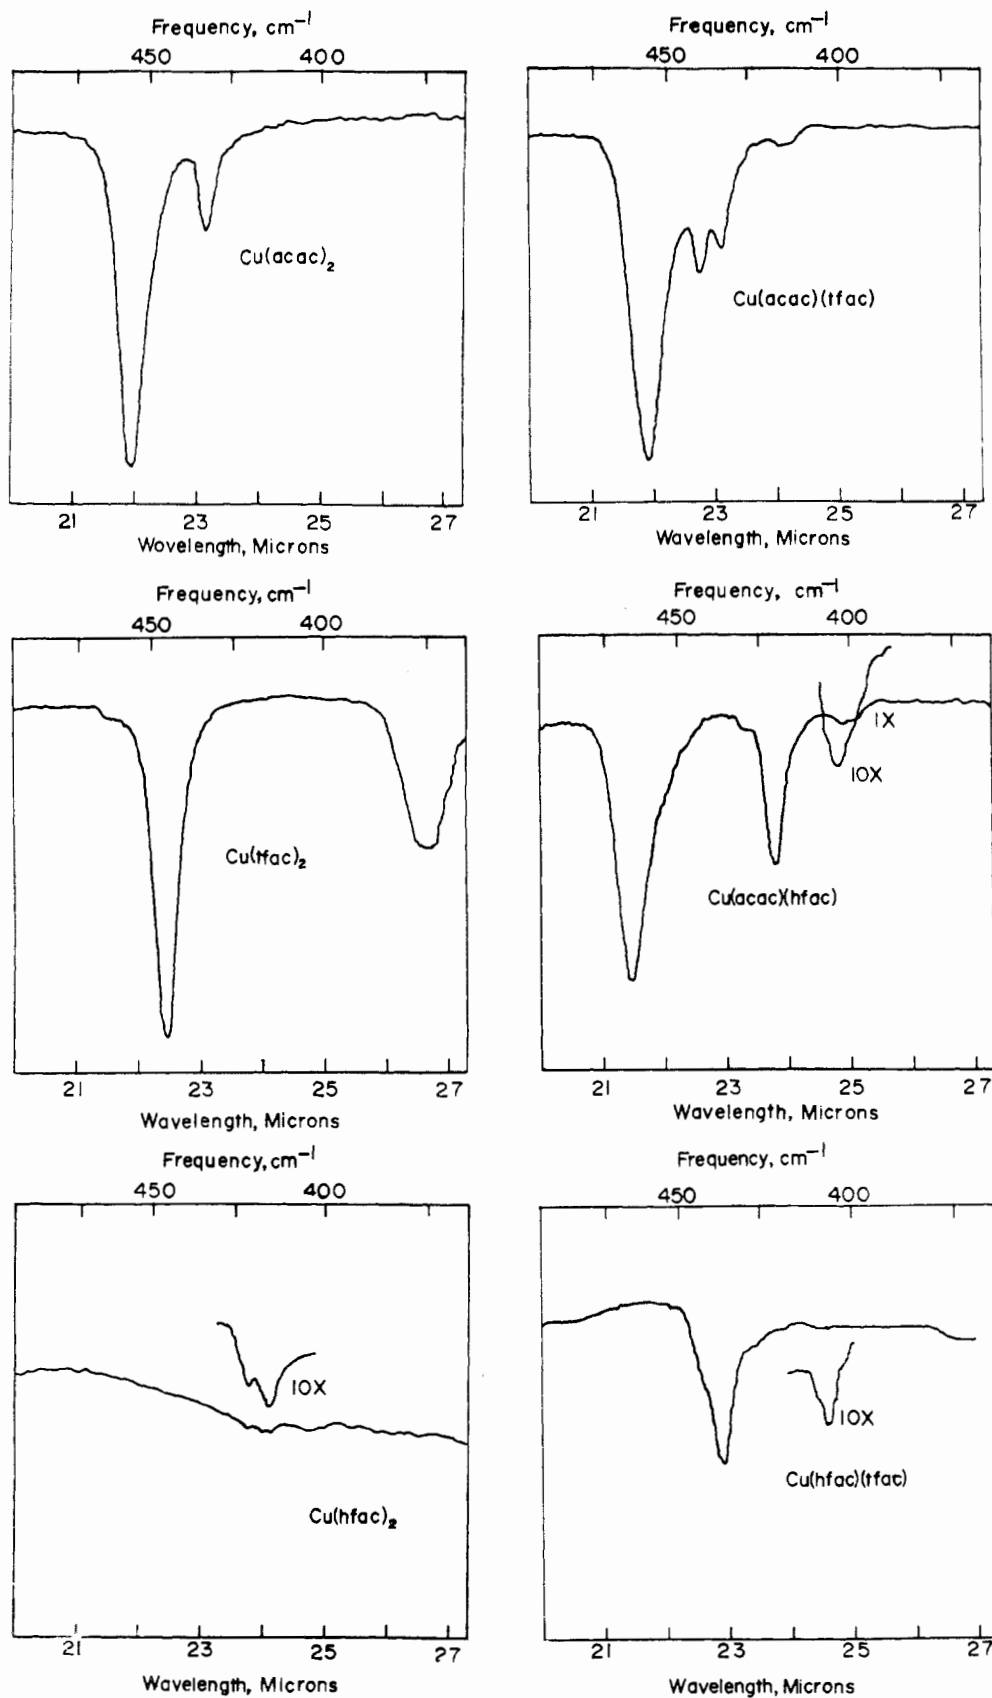 Frequency, cm⁻¹
450 400
Cu(acac)₂
21 23 25 27
Wovelength, Microns
Frequency, cm⁻¹
450 400
Cu(acac)(tfac)
21 23 25 27
Wavelength, Microns
Frequency, cm⁻¹
450 400
Cu(tfac)₂
21 23 25 27
Wavelength, Microns
Frequency, cm⁻¹
450 400
1X
10X
Cu(acac)(hfac)
21 23 25 27
Wavelength, Microns
Frequency, cm⁻¹
450 400
10X
Cu(hfac)₂
21 23 25 27
Wavelength, Microns
Frequency, cm⁻¹
450 400
10X
Cu(hfac)(tfac)
21 23 25 27
Wavelength, Microns